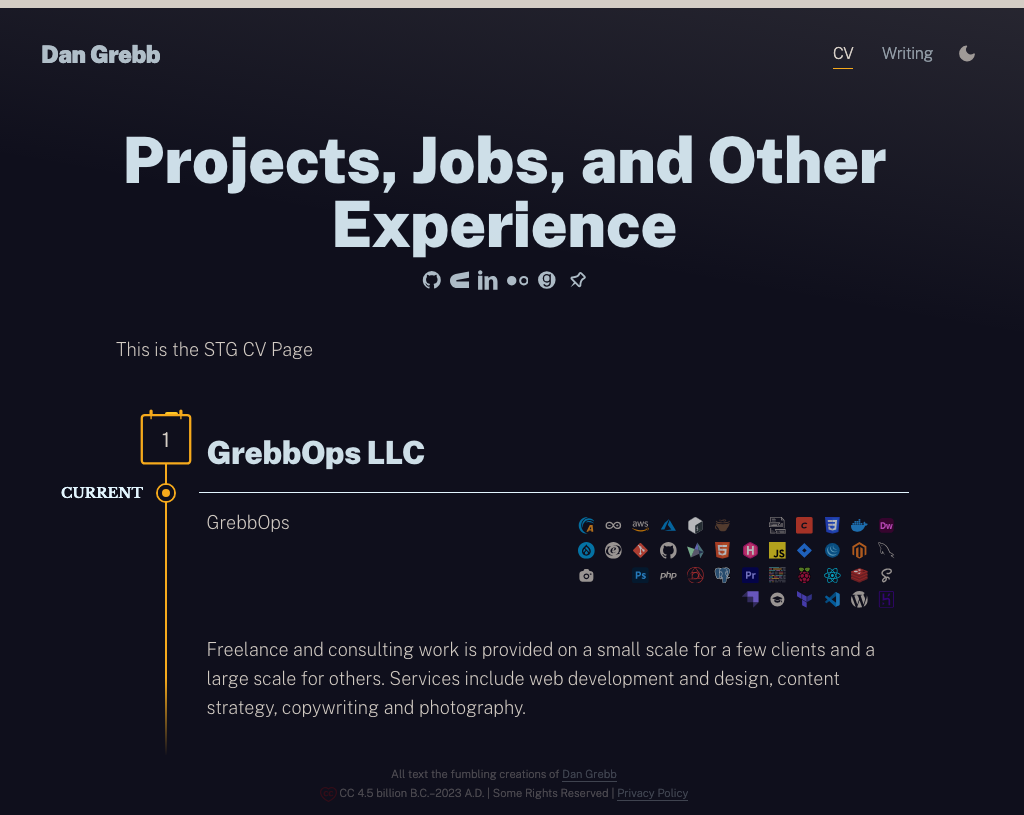 Dan Grebb
CV
Writing
Projects, Jobs, and Other
Experience
This is the STG CV Page
1
GrebbOps LLC
CURRENT
GrebbOps
aws
Dw
JS
Ps
php
Pr
Freelance and consulting work is provided on a small scale for a few clients and a
large scale for others. Services include web development and design, content
strategy, copywriting and photography.
All text the fumbling creations of Dan Grebb
CC 4.5 billion B.C.–2023 A.D. | Some Rights Reserved | Privacy Policy